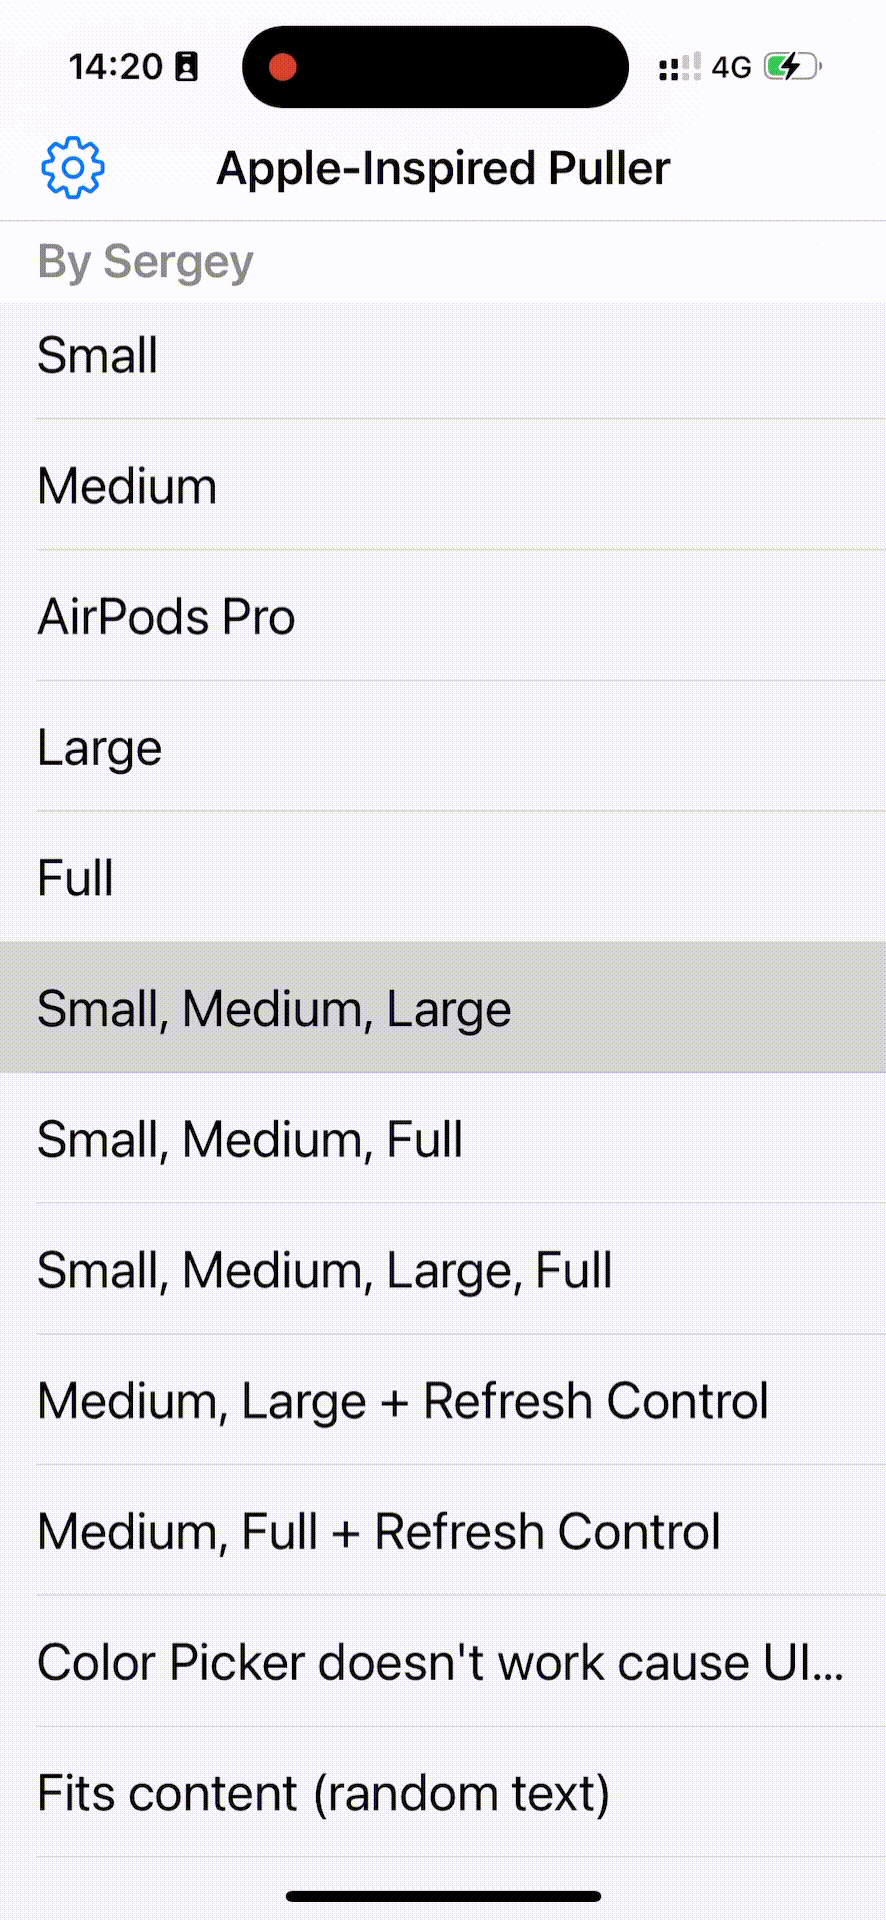 14:20 4G
Apple-Inspired Puller
By Sergey
Small
Medium
AirPods Pro
Large
Full
Small, Medium, Large
Small, Medium, Full
Small, Medium, Large, Full
Medium, Large + Refresh Control
Medium, Full + Refresh Control
Color Picker doesn't work cause UI...
Fits content (random text)